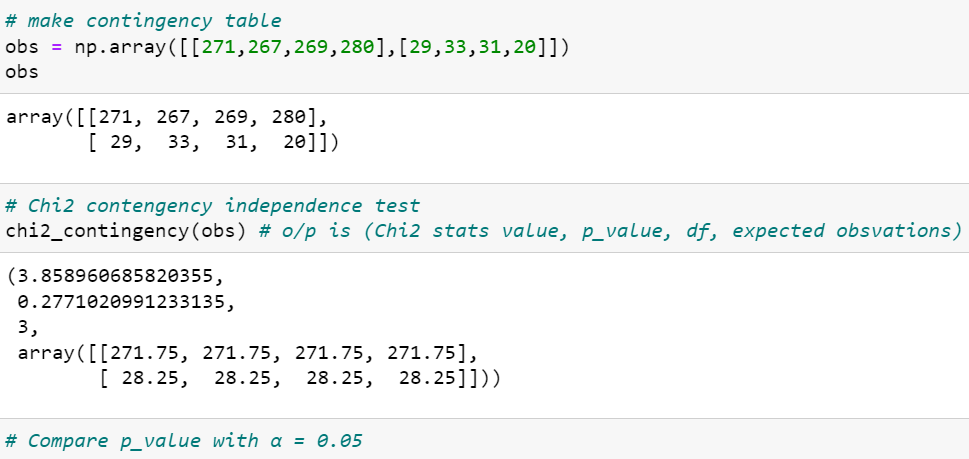 # make contingency table
obs = np.array([[271,267,269,280],[29,33,31,20]])
obs
array([[271, 267, 269, 280],
       [ 29,  33,  31,  20]])
# Chi2 contengency independence test
chi2_contingency(obs) # o/p is (Chi2 stats value, p_value, df, expected obsvations)
(3.858960685820355,
 0.2771020991233135,
 3,
 array([[271.75, 271.75, 271.75, 271.75],
        [ 28.25,  28.25,  28.25,  28.25]]))
# Compare p_value with α = 0.05